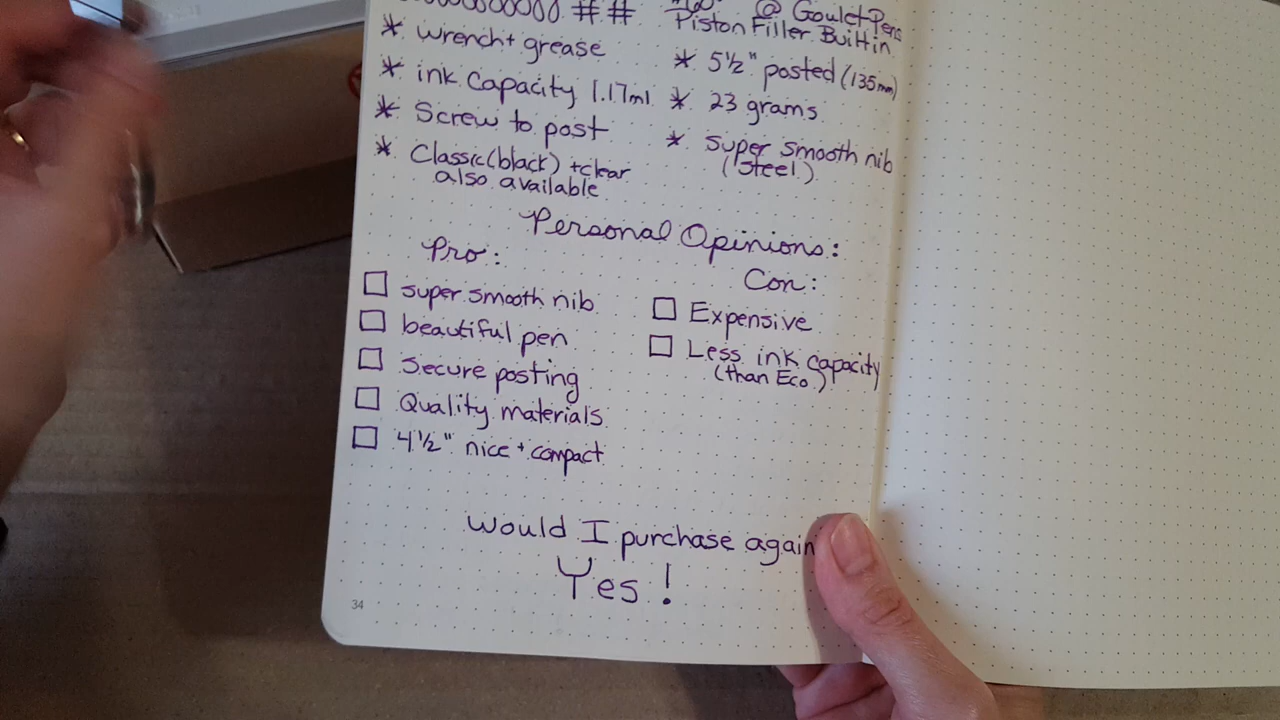 ## @ GouletPens
Piston Filler Built in
* wrench + grease
* 5½" posted (135mm)
* ink capacity 1.17ml
* 23 grams
* Screw to post
* super smooth nib
(steel)
* Classic (black) + clear
also available
Personal Opinions:
Pro:
Con:
super smooth nib
Expensive
beautiful pen
Less ink capacity
(than Eco)
Secure posting
Quality materials
4½" nice + compact
Would I purchase again
Yes!
34